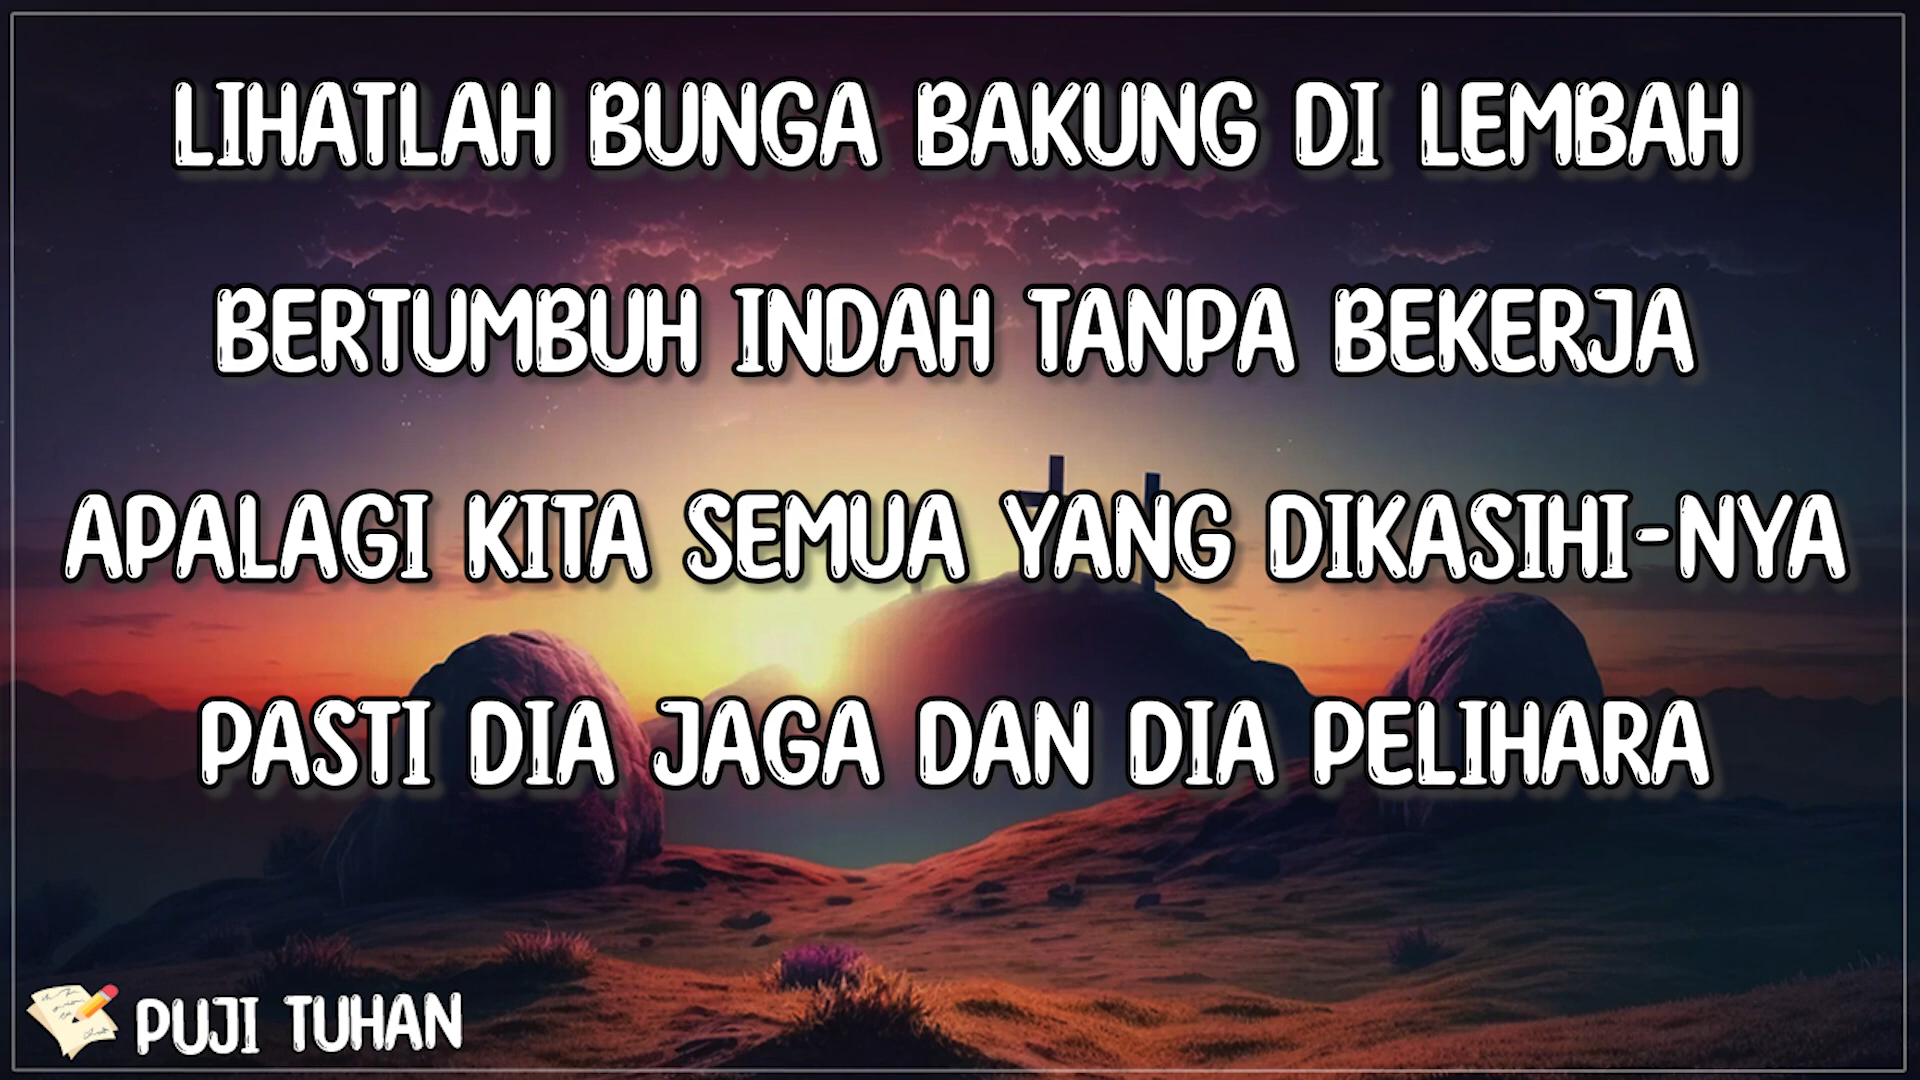 LIHATLAH BUNGA BAKUNG DI LEMBAH
BERTUMBUH INDAH TANPA BEKERJA
APALAGI KITA SEMUA YANG DIKASIHI-NYA
PASTI DIA JAGA DAN DIA PELIHARA
PUJI TUHAN